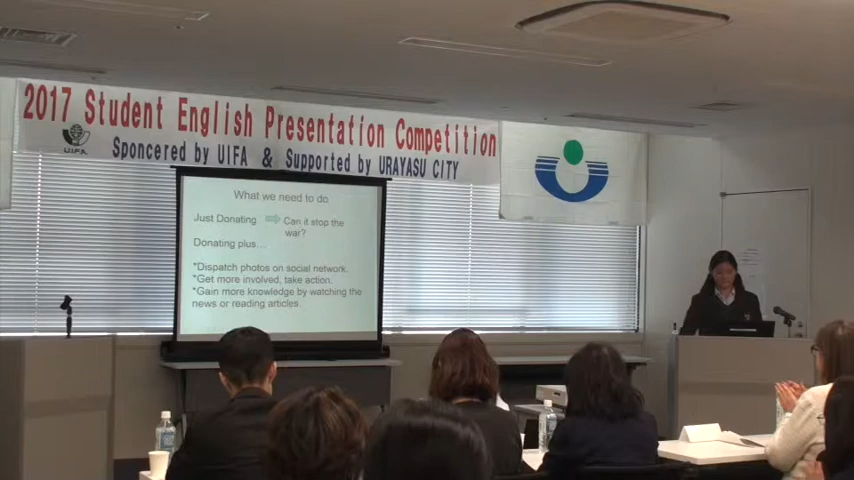 2017 Student English Presentation Competition
UIFA
Sponcered by UIFA & Supported by URAYASU CITY
What we need to do
Just Donating ⇨ Can it stop the
war?
Donating plus…
*Dispatch photos on social network.
*Get more involved, take action.
*Gain more knowledge by watching the
news or reading articles.